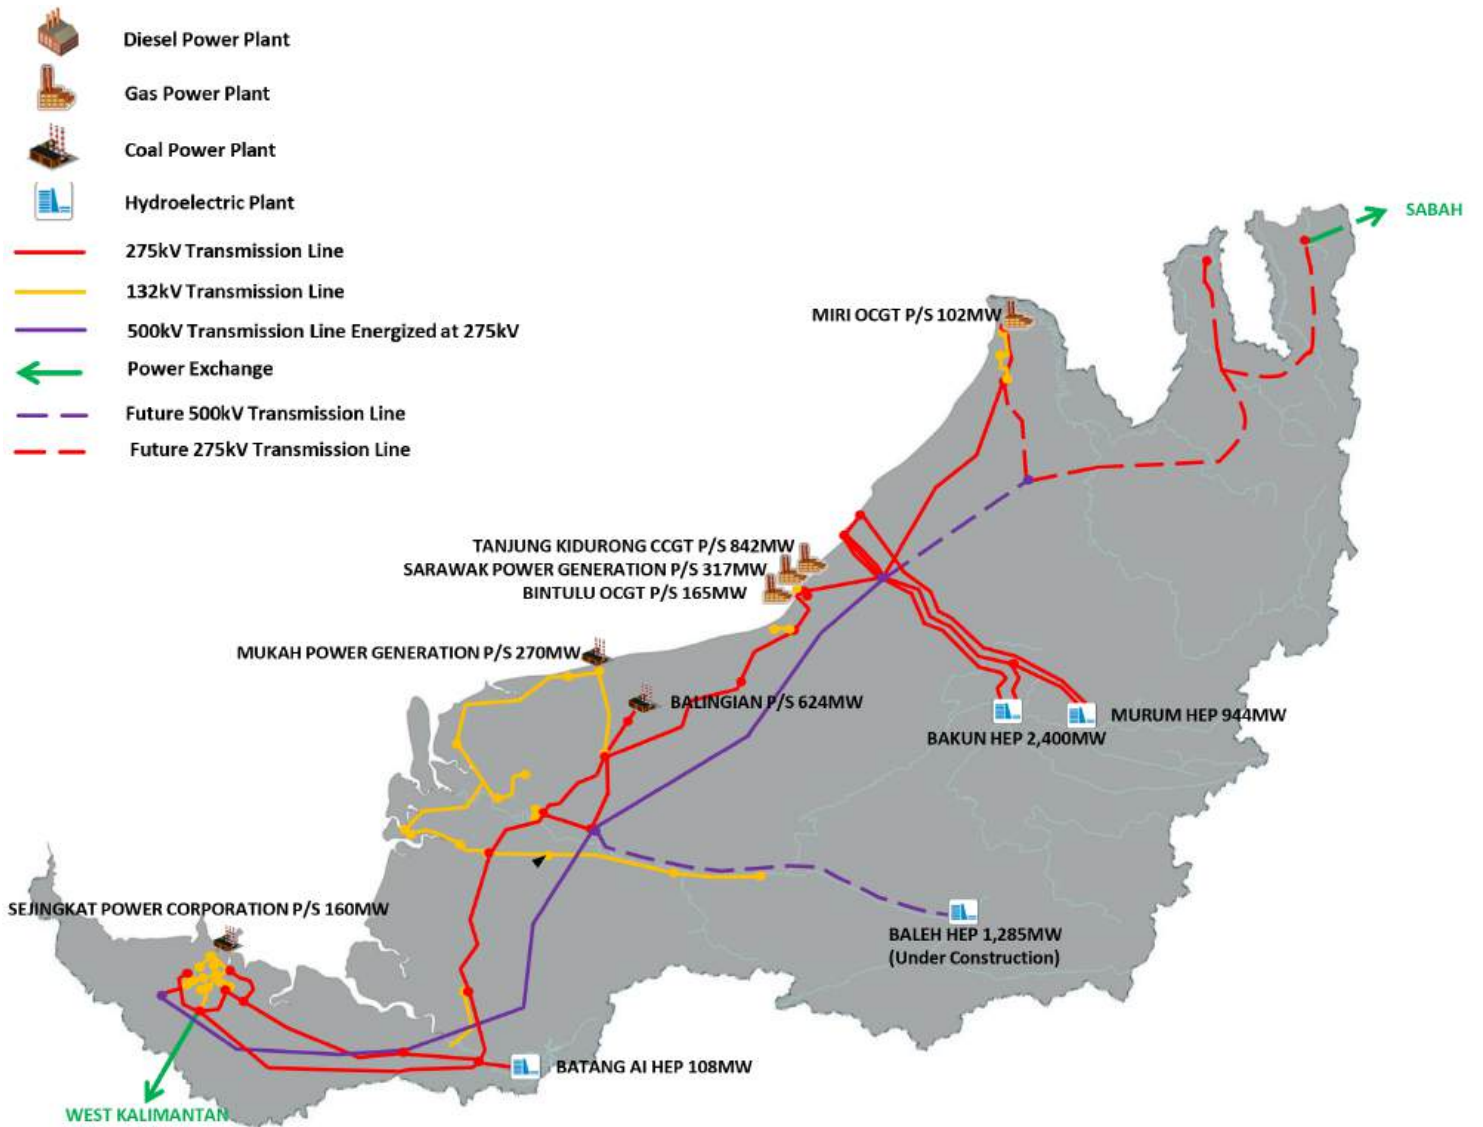 Diesel Power Plant
Gas Power Plant
Coal Power Plant
Hydroelectric Plant
275kV Transmission Line
132kV Transmission Line
500kV Transmission Line Energized at 275kV
Power Exchange
Future 500kV Transmission Line
Future 275kV Transmission Line
SABAH
MIRI OCGT P/S 102MW
TANJUNG KIDURONG CCGT P/S 842MW
SARAWAK POWER GENERATION P/S 317MW
BINTULU OCGT P/S 165MW
MUKAH POWER GENERATION P/S 270MW
BALINGIAN P/S 624MW
MURUM HEP 944MW
BAKUN HEP 2,400MW
SEJINGKAT POWER CORPORATION P/S 160MW
BALEH HEP 1,285MW
(Under Construction)
BATANG AI HEP 108MW
WEST KALIMANTAN